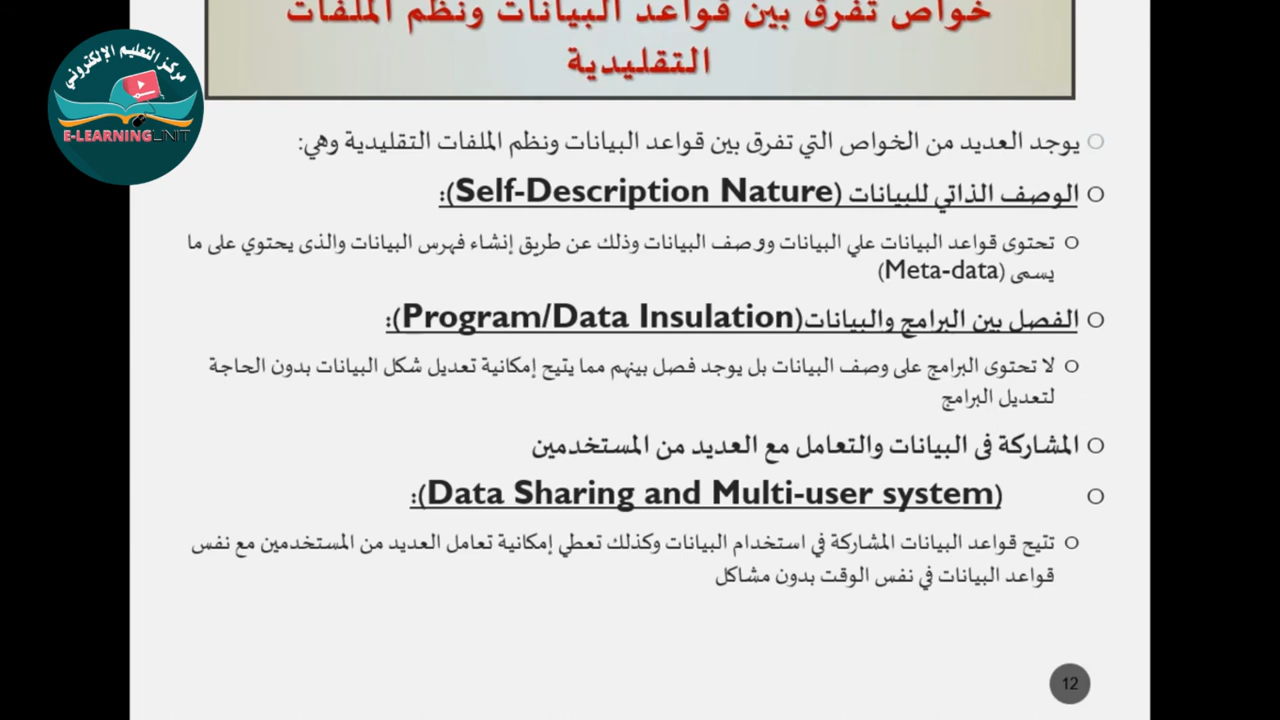 خواص تفرق بين قواعد البيانات ونظم الملفات
التقليدية
مركز التعليم الإلكتروني
E-LEARNING UNIT
يوجد العديد من الخواص التي تفرق بين قواعد البيانات ونظم الملفات التقليدية وهي:
الوصف الذاتي للبيانات (Self-Description Nature):
تحتوى قواعد البيانات علي البيانات ووصف البيانات وذلك عن طريق إنشاء فهرس البيانات والذى يحتوي على ما
يسمى (Meta-data)
الفصل بين البرامج والبيانات(Program/Data Insulation):
لا تحتوى البرامج على وصف البيانات بل يوجد فصل بينهم مما يتيح إمكانية تعديل شكل البيانات بدون الحاجة
لتعديل البرامج
المشاركة فى البيانات والتعامل مع العديد من المستخدمين
(Data Sharing and Multi-user system):
تتيح قواعد البيانات المشاركة في استخدام البيانات وكذلك تعطي إمكانية تعامل العديد من المستخدمين مع نفس
قواعد البيانات في نفس الوقت بدون مشاكل
12